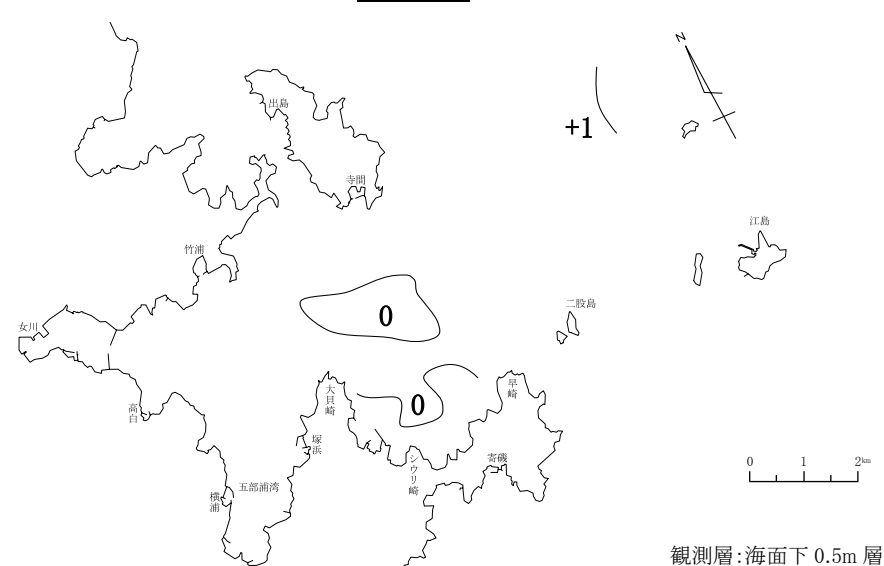 N
出島
+1
寺間
江島
竹浦
二股島
0
女川
大貝崎
早崎
0
高白
塚浜
シウリ崎
寄磯
0 1 2km
五部浦湾
横浦
観測層:海面下 0.5m 層